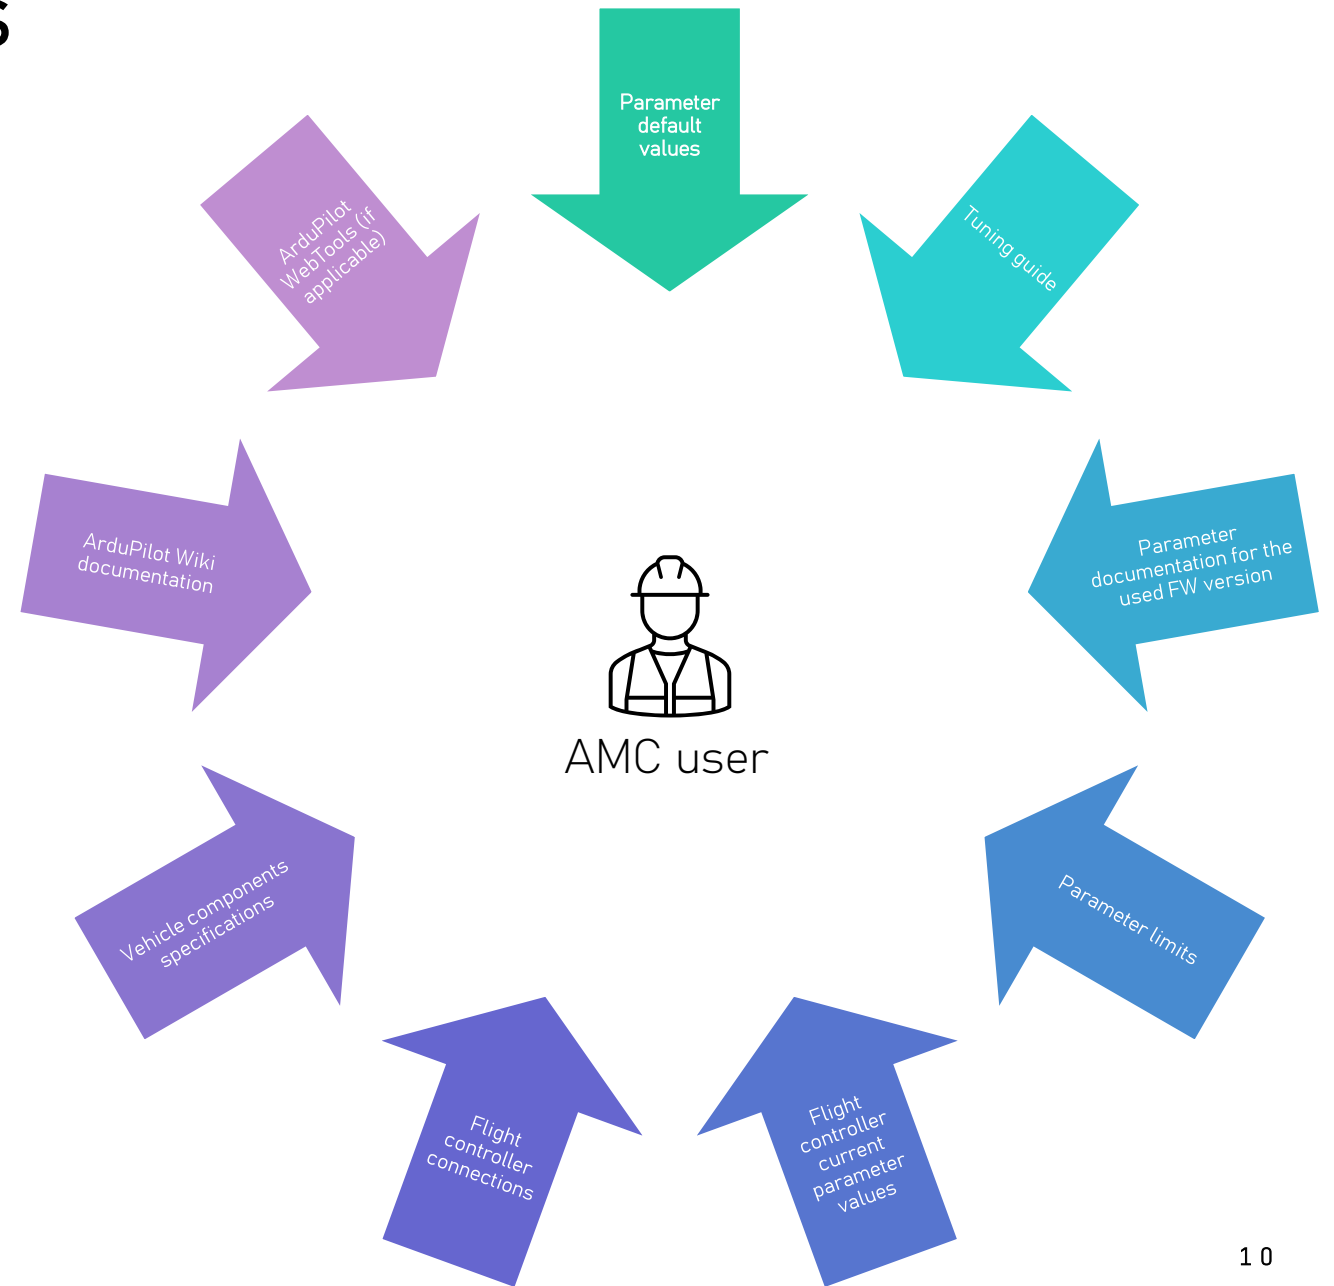 s
Parameter
default
values
Tuning guide
Parameter
documentation for the
used FW version
Parameter limits
Flight
controller
current
parameter
values
Flight
controller
connections
Vehicle components
specifications
ArduPilot Wiki
documentation
ArduPilot
WebTools (if
applicable)
AMC user
10